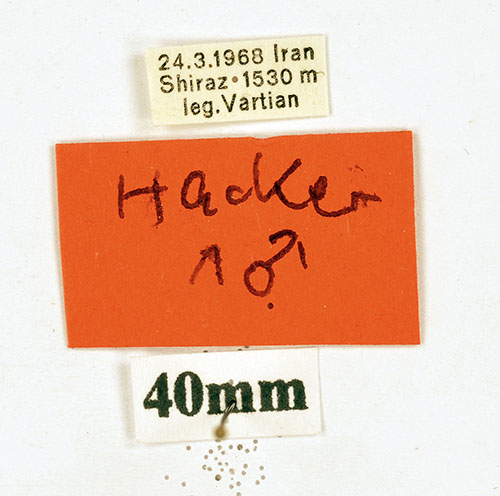 24.3.1968 Iran
Shiraz·1530 m
leg.Vartian
Hacker
1 ♂
40mm